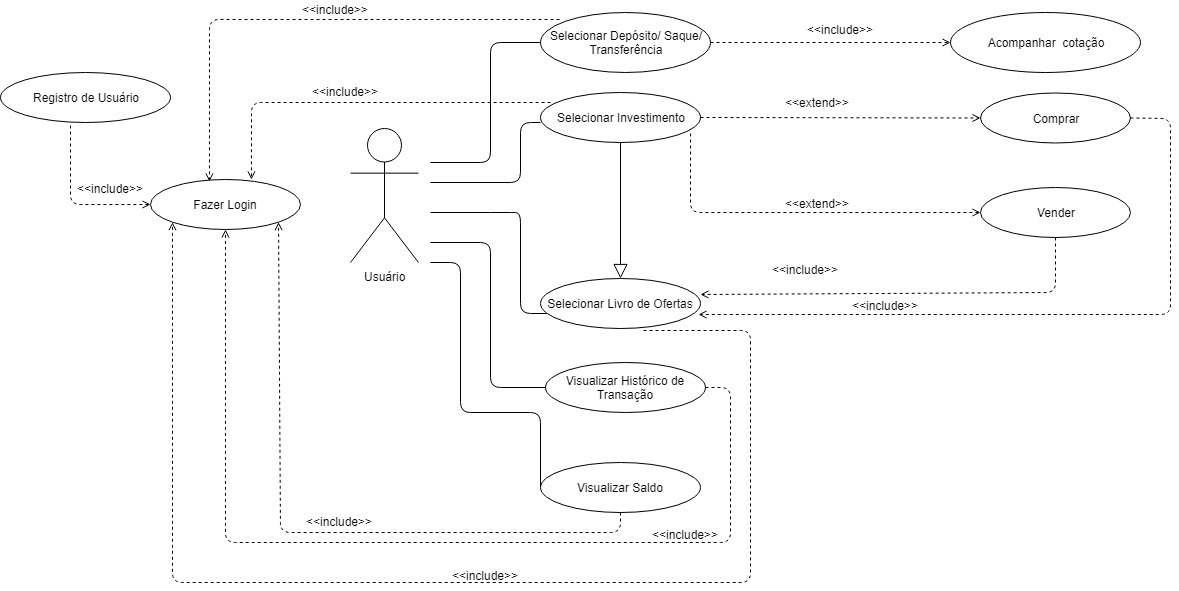 <<include>>
Selecionar Depósito/ Saque/
Transferência
<<include>>
Acompanhar cotação
Registro de Usuário
<<include>>
Selecionar Investimento
<<extend>>
Comprar
<<include>>
Fazer Login
<<extend>>
Vender
Usuário
<<include>>
Selecionar Livro de Ofertas
<<include>>
Visualizar Histórico de
Transação
Visualizar Saldo
<<include>>
<<include>>
<<include>>